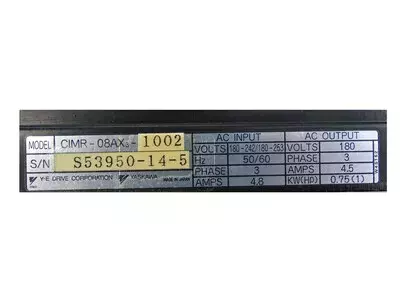 MODEL CIMR-08AX3-1002
S/N S53950-14-5
Y-E DRIVE CORPORATION YASKAWA MADE IN JAPAN
AC INPUT
VOLTS 180-242/180-253
Hz 50/60
PHASE 3
AMPS 4.8
AC OUTPUT
VOLTS 180
PHASE 3
AMPS 4.5
KW(HP) 0.75(1)